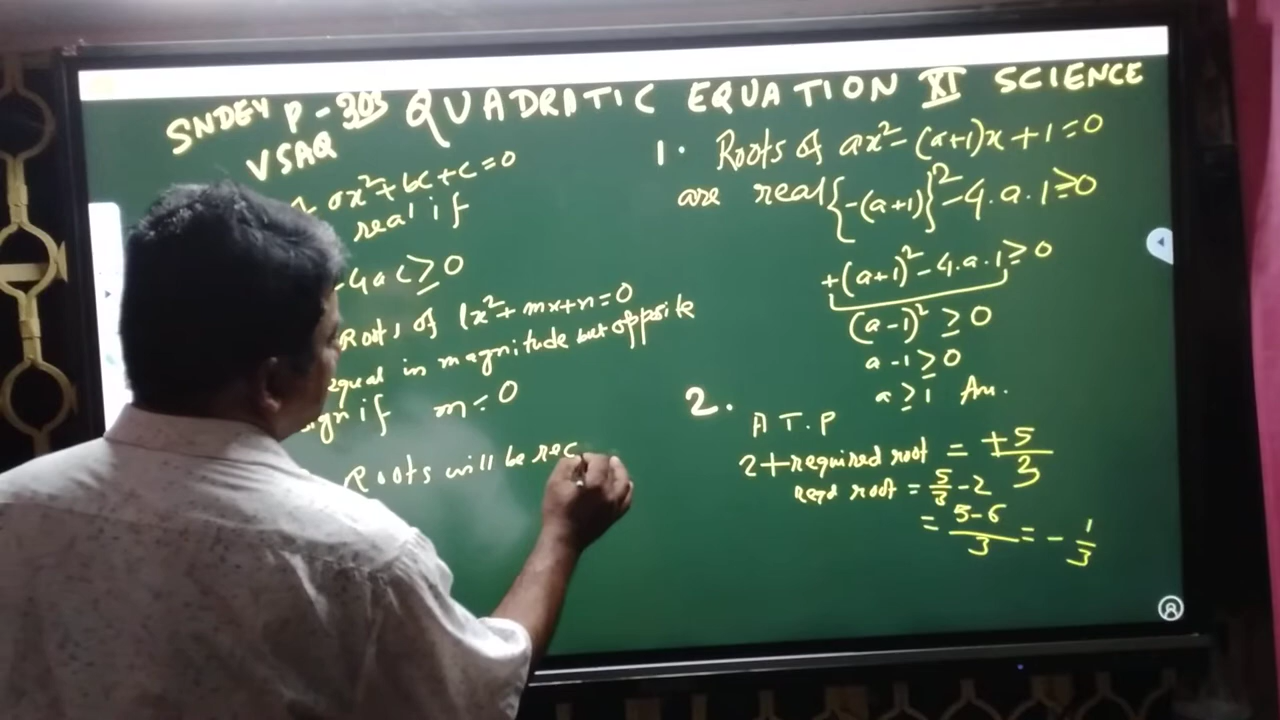 SNDEY P-303 QUADRATIC EQUATION XI SCIENCE
VSAQ
ax²+bx+c=0
real if
-4ac≥0
Roots of lx²+mx+n=0
equal in magnitude but opposite
sign if m=0
Roots will be rec
1. Roots of ax²-(a+1)x+1=0
are real {-(a+1)}²-4.a.1≥0
+(a+1)²-4.a.1≥0
(a-1)²≥0
a-1≥0
a≥1 An.
2.
A T.P
2+required root = +5/3
reqd root = 5/3-2
= 5-6/3 = -1/3